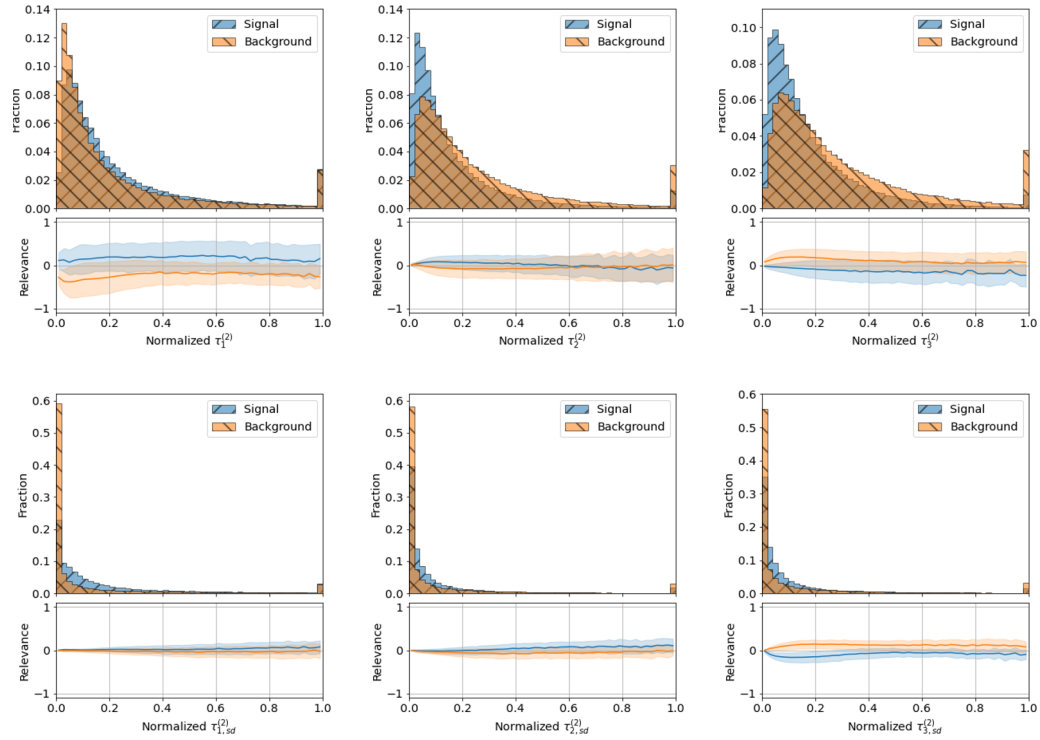 0.14
0.12
0.10
0.08
0.06
0.04
0.02
0.00
Fraction
Signal
Background
1
0
−1
Relevance
0.0 0.2 0.4 0.6 0.8 1.0
Normalized τ₁⁽²⁾
0.14
0.12
0.10
0.08
0.06
0.04
0.02
0.00
Fraction
Signal
Background
1
0
−1
Relevance
0.0 0.2 0.4 0.6 0.8 1.0
Normalized τ₂⁽²⁾
0.10
0.08
0.06
0.04
0.02
0.00
Fraction
Signal
Background
1
0
−1
Relevance
0.0 0.2 0.4 0.6 0.8 1.0
Normalized τ₃⁽²⁾
0.6
0.5
0.4
0.3
0.2
0.1
0.0
Fraction
Signal
Background
1
0
−1
Relevance
0.0 0.2 0.4 0.6 0.8 1.0
Normalized τ₁,sd⁽²⁾
0.6
0.5
0.4
0.3
0.2
0.1
0.0
Fraction
Signal
Background
1
0
−1
Relevance
0.0 0.2 0.4 0.6 0.8 1.0
Normalized τ₂,sd⁽²⁾
0.6
0.5
0.4
0.3
0.2
0.1
0.0
Fraction
Signal
Background
1
0
−1
Relevance
0.0 0.2 0.4 0.6 0.8 1.0
Normalized τ₃,sd⁽²⁾